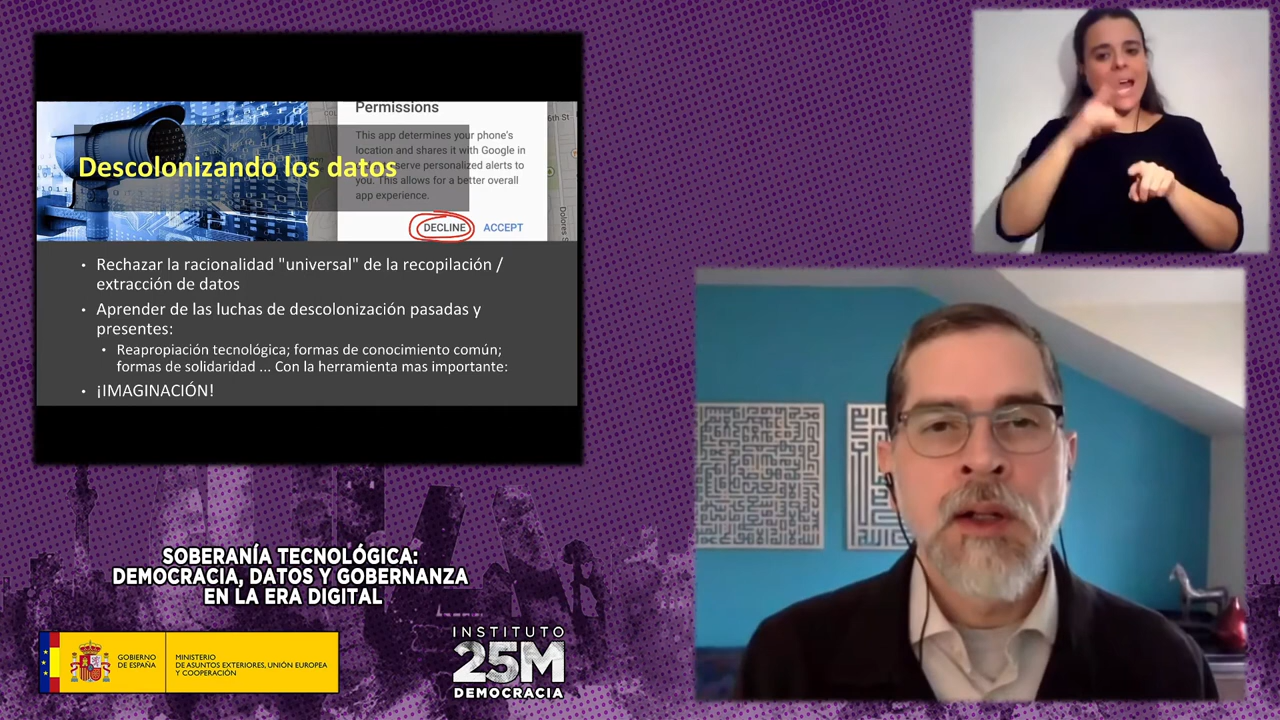 Permissions
This app determines your phone's
location and shares it with Google in
serve personalized alerts to
you. This allows for a better overall
app experience.
DECLINE ACCEPT
6th St
Dolores S
Descolonizando los datos
• Rechazar la racionalidad "universal" de la recopilación /
extracción de datos
• Aprender de las luchas de descolonización pasadas y
presentes:
• Reapropiación tecnológica; formas de conocimiento común;
formas de solidaridad ... Con la herramienta mas importante:
• ¡IMAGINACIÓN!
SOBERANÍA TECNOLÓGICA:
DEMOCRACIA, DATOS Y GOBERNANZA
EN LA ERA DIGITAL
GOBIERNO
DE ESPAÑA
MINISTERIO
DE ASUNTOS EXTERIORES, UNIÓN EUROPEA
Y COOPERACIÓN
INSTITUTO
25M
DEMOCRACIA